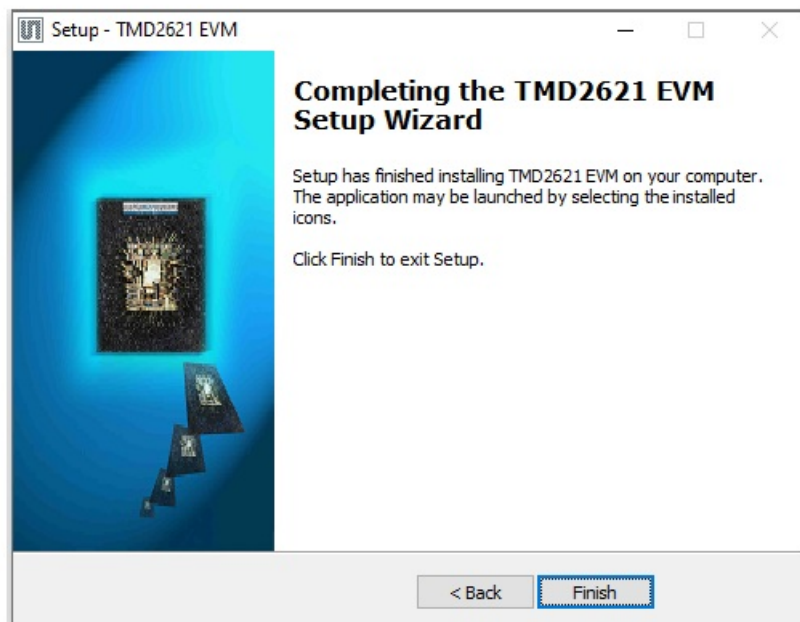 Setup - TMD2621 EVM
Completing the TMD2621 EVM
Setup Wizard
Setup has finished installing TMD2621 EVM on your computer.
The application may be launched by selecting the installed
icons.
Click Finish to exit Setup.
< Back
Finish